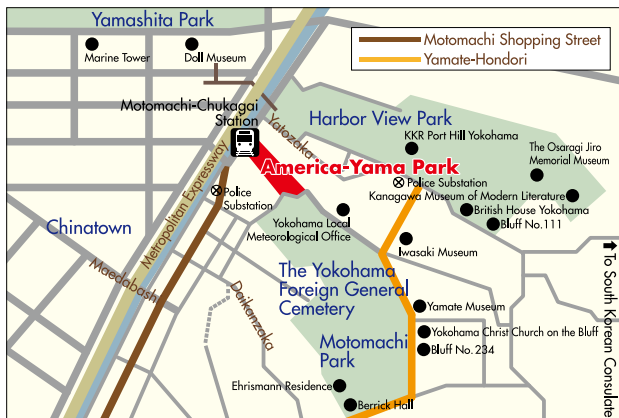 Yamashita Park
Marine Tower
Doll Museum
Motomachi Shopping Street
Yamate-Hondori
Motomachi-Chukagai
Station
Yatozaka
Harbor View Park
KKR Port Hill Yokohama
The Osaragi Jiro
Memorial Museum
America-Yama Park
Police Substation
Kanagawa Museum of Modern Literature
British House Yokohama
Bluff No.111
Metropolitan Expressway
Police
Substation
Chinatown
Maedabashi
Yokohama Local
Meteorological Office
Iwasaki Museum
To South Korean Consulate
Daikanzaka
The Yokohama
Foreign General
Cemetery
Yamate Museum
Motomachi
Park
Yokohama Christ Church on the Bluff
Bluff No.234
Ehrismann Residence
Berrick Hall